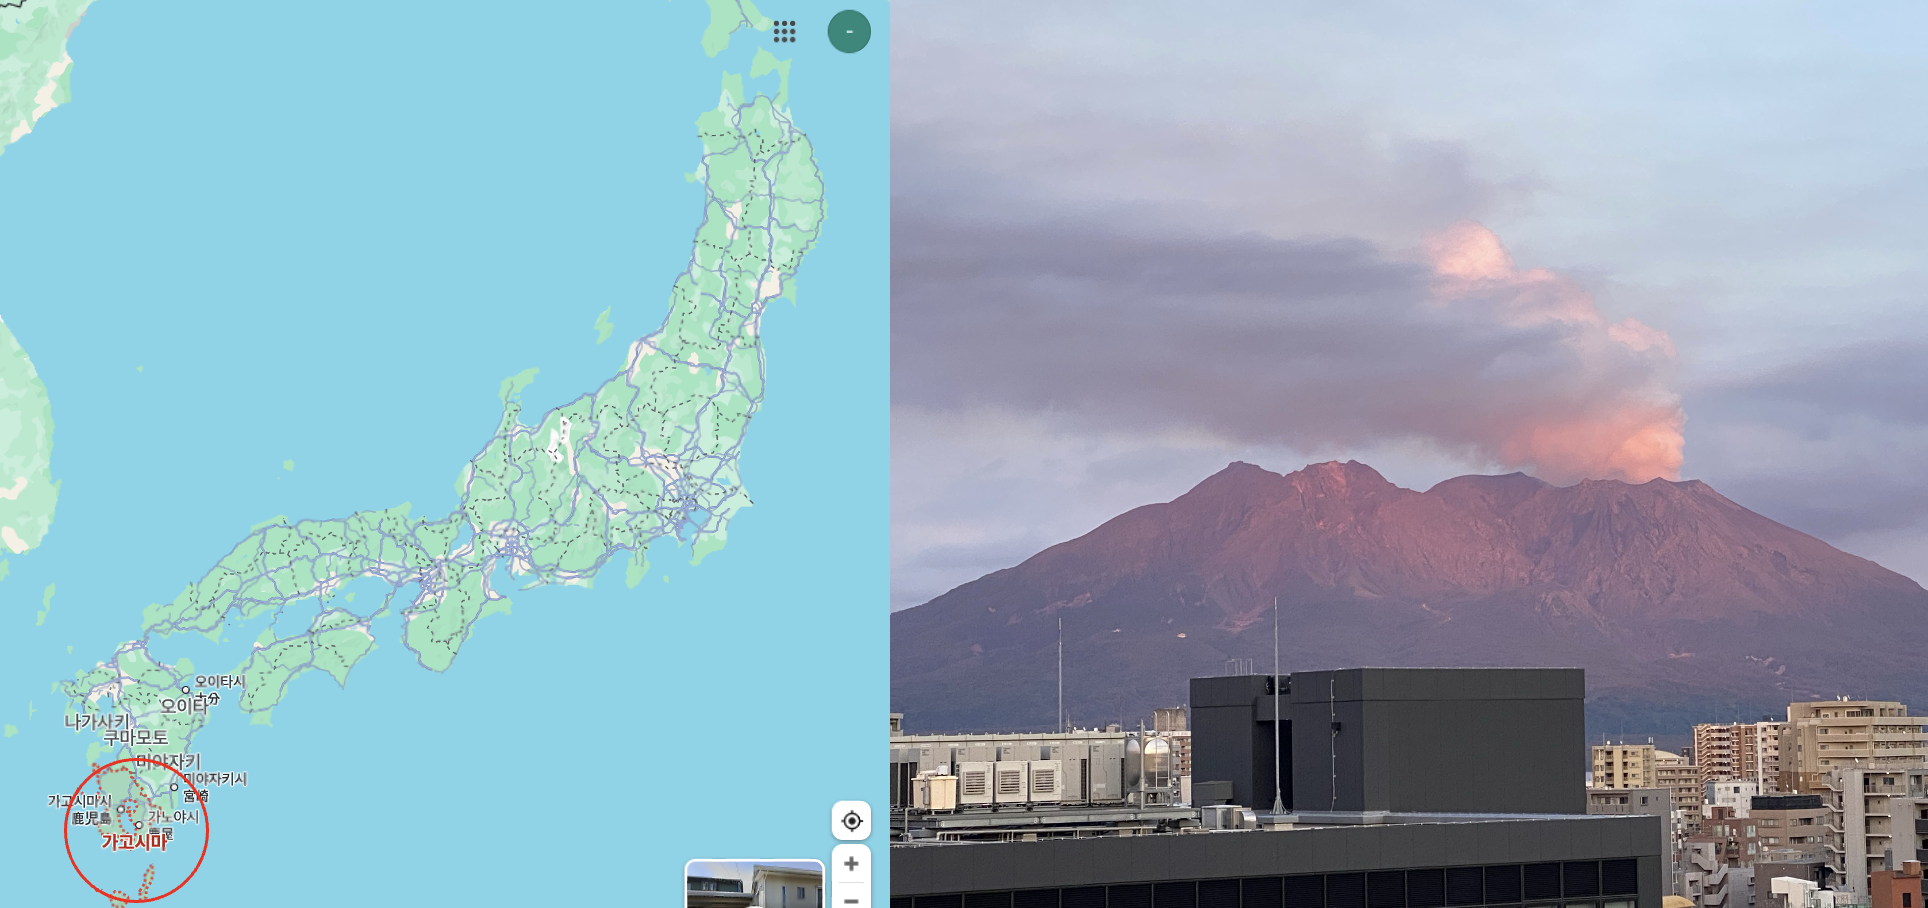 -
오이타시
大分
오이타
나가사키
쿠마모토
미야자키
미야자키시
宮崎
가고시마시
鹿児島
가노야시
鹿屋
가고시마